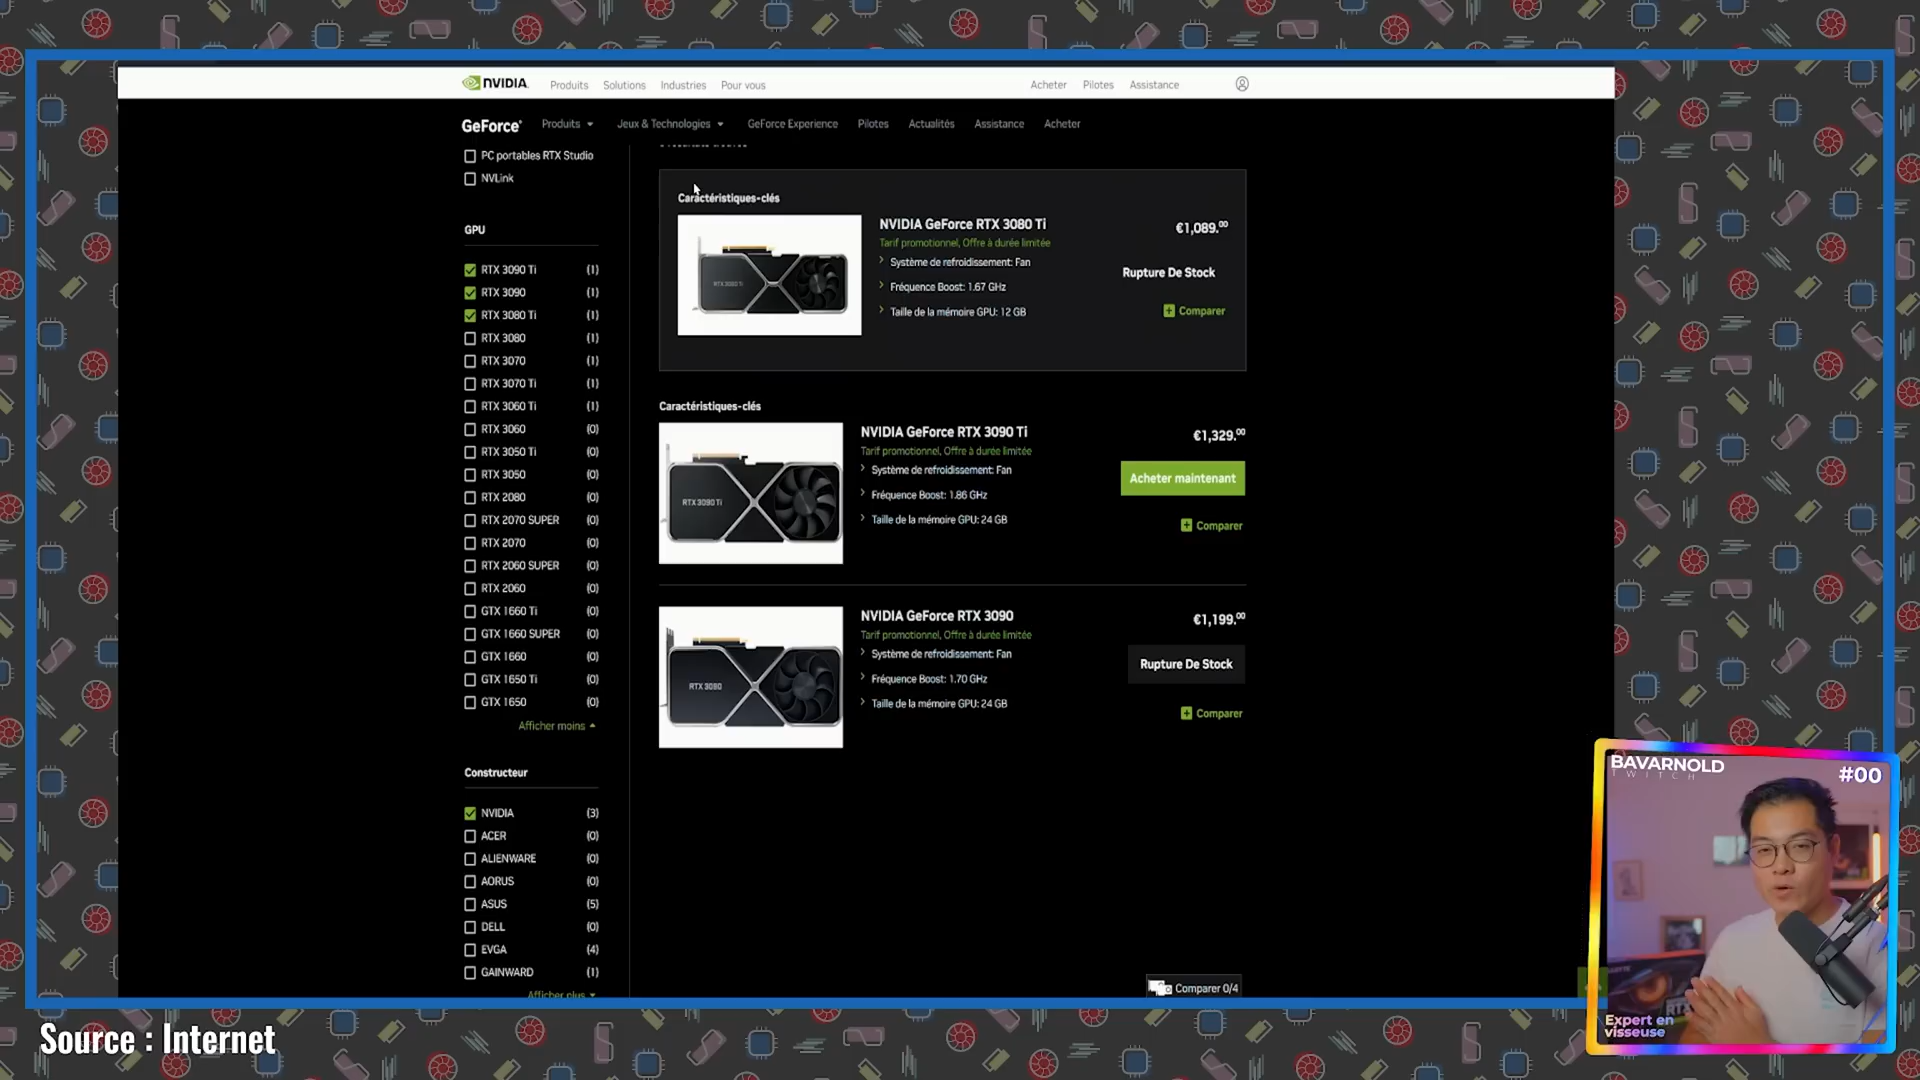 NVIDIA.
Produits Solutions Industries Pour vous
Acheter Pilotes Assistance
GeForce
Produits Jeux & Technologies GeForce Experience Pilotes Actualités Assistance Acheter
PC portables RTX Studio
NVLink
GPU
RTX 3090 Ti (1)
RTX 3090 (1)
RTX 3080 Ti (1)
RTX 3080 (1)
RTX 3070 (1)
RTX 3070 Ti (1)
RTX 3060 Ti (1)
RTX 3060 (0)
RTX 3050 Ti (0)
RTX 3050 (0)
RTX 2080 (0)
RTX 2070 SUPER (0)
RTX 2070 (0)
RTX 2060 SUPER (0)
RTX 2060 (0)
GTX 1660 Ti (0)
GTX 1660 SUPER (0)
GTX 1660 (0)
GTX 1650 Ti (0)
GTX 1650 (0)
Afficher moins
Constructeur
NVIDIA (3)
ACER (0)
ALIENWARE (0)
AORUS (0)
ASUS (5)
DELL (0)
EVGA (4)
GAINWARD (1)
Afficher plus
Caractéristiques-clés
RTX 3080 Ti
NVIDIA GeForce RTX 3080 Ti
Tarif promotionnel, Offre à durée limitée
Système de refroidissement: Fan
Fréquence Boost: 1.67 GHz
Taille de la mémoire GPU: 12 GB
€1,089.00
Rupture De Stock
Comparer
Caractéristiques-clés
RTX 3090 Ti
NVIDIA GeForce RTX 3090 Ti
Tarif promotionnel, Offre à durée limitée
Système de refroidissement: Fan
Fréquence Boost: 1.86 GHz
Taille de la mémoire GPU: 24 GB
€1,329.00
Acheter maintenant
Comparer
RTX 3090
NVIDIA GeForce RTX 3090
Tarif promotionnel, Offre à durée limitée
Système de refroidissement: Fan
Fréquence Boost: 1.70 GHz
Taille de la mémoire GPU: 24 GB
€1,199.00
Rupture De Stock
Comparer
Comparer 0/4
BAVARNOLD
TWITCH
#00
Expert en
visseuse
Source : Internet